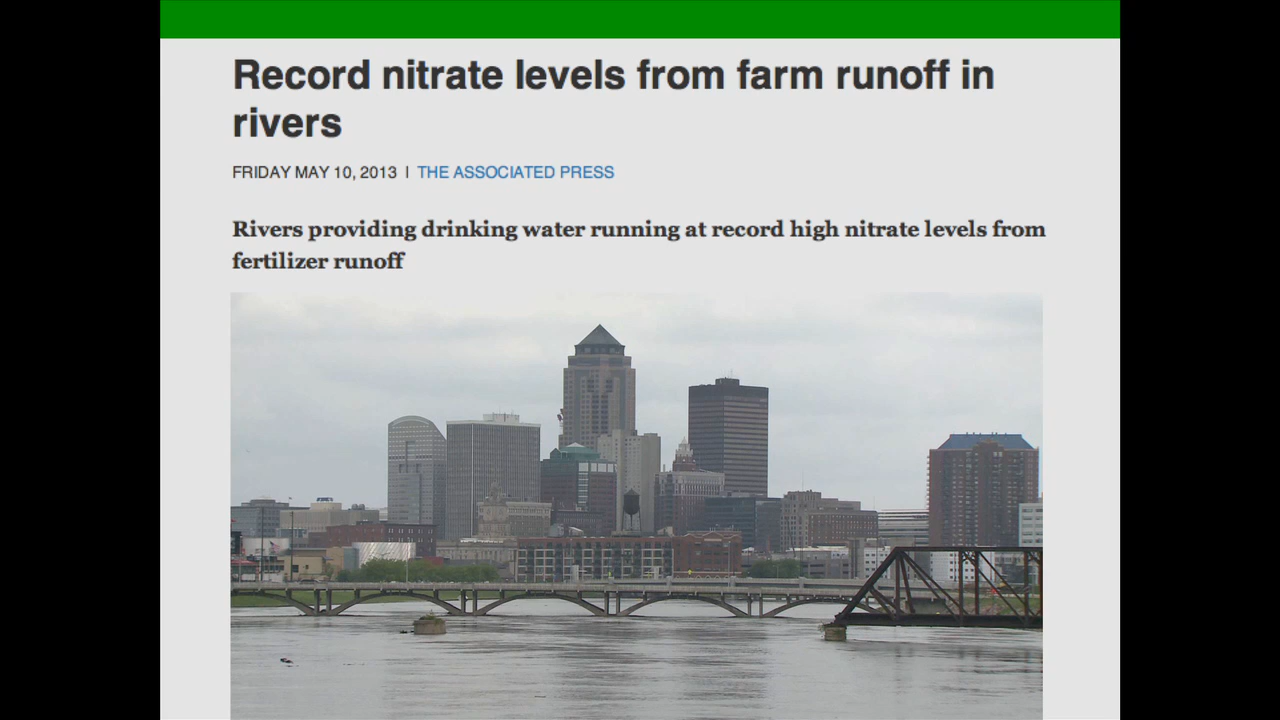 Record nitrate levels from farm runoff in
rivers
FRIDAY MAY 10, 2013 | THE ASSOCIATED PRESS
Rivers providing drinking water running at record high nitrate levels from
fertilizer runoff